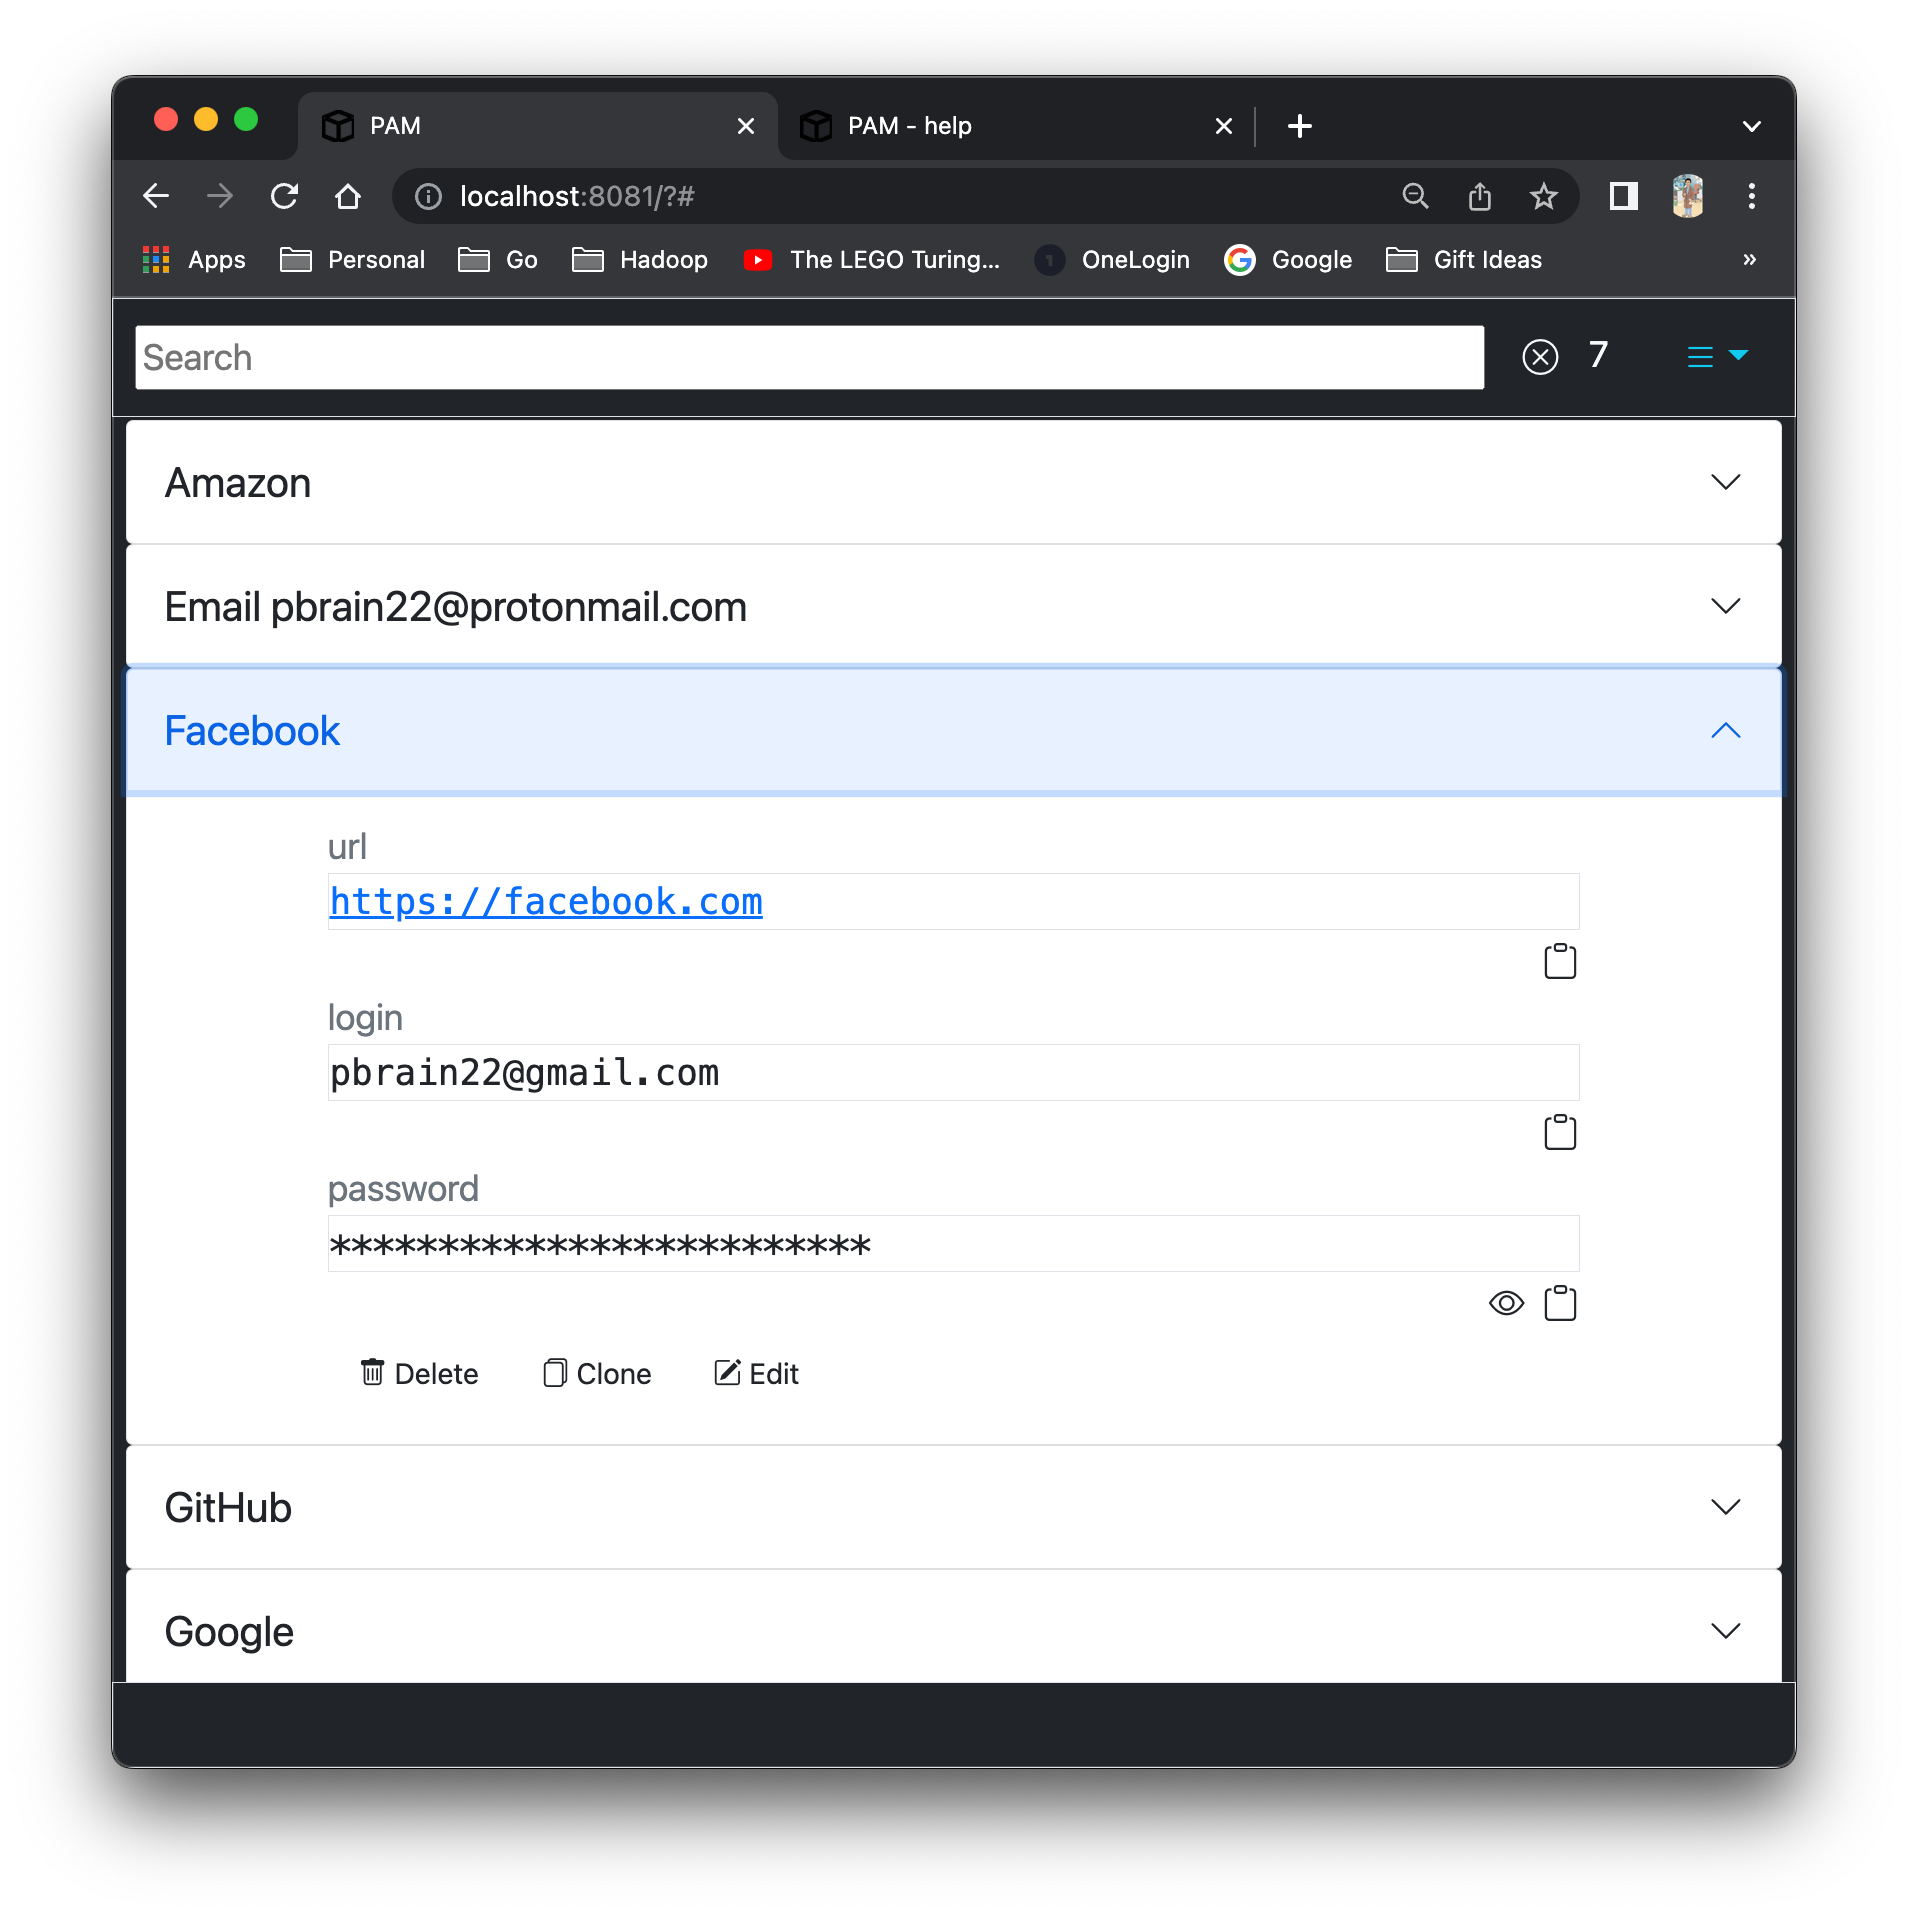 PAM
PAM - help
localhost:8081/?#
Apps Personal Go Hadoop The LEGO Turing... OneLogin Google Gift Ideas »
Search 7
Amazon
Email pbrain22@protonmail.com
Facebook
url
https://facebook.com
login
pbrain22@gmail.com
password
*************************
Delete Clone Edit
GitHub
Google